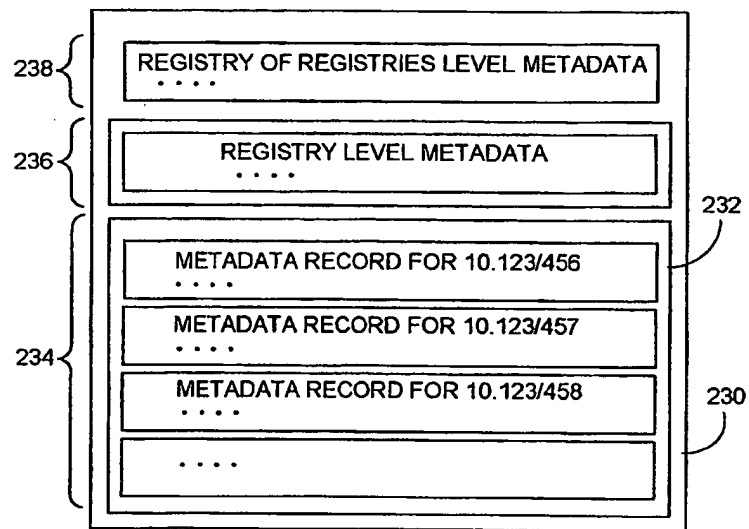 238
REGISTRY OF REGISTRIES LEVEL METADATA
. . . .
236
REGISTRY LEVEL METADATA
. . . .
232
METADATA RECORD FOR 10.123/456
. . . .
METADATA RECORD FOR 10.123/457
. . . .
234
METADATA RECORD FOR 10.123/458
. . . .
230
. . . .